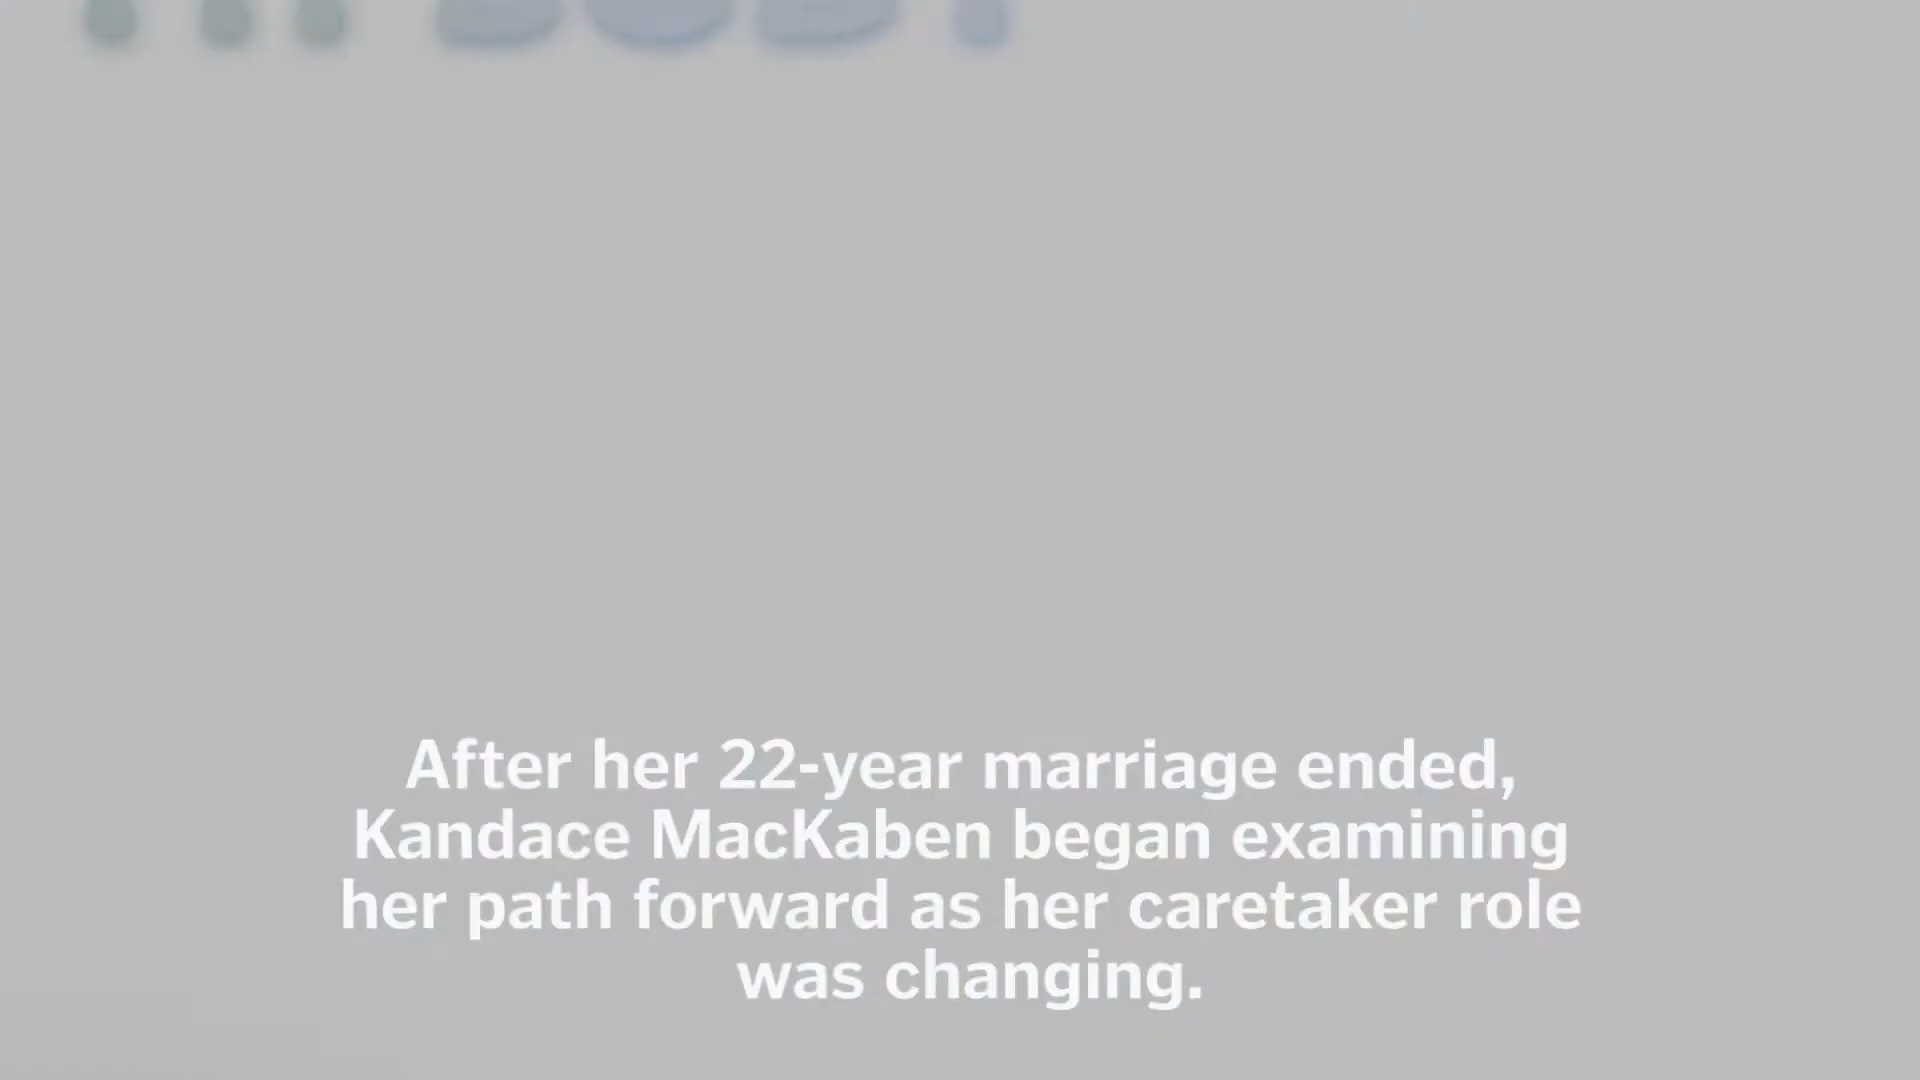 After her 22-year marriage ended,
Kandace MacKaben began examining
her path forward as her caretaker role
was changing.